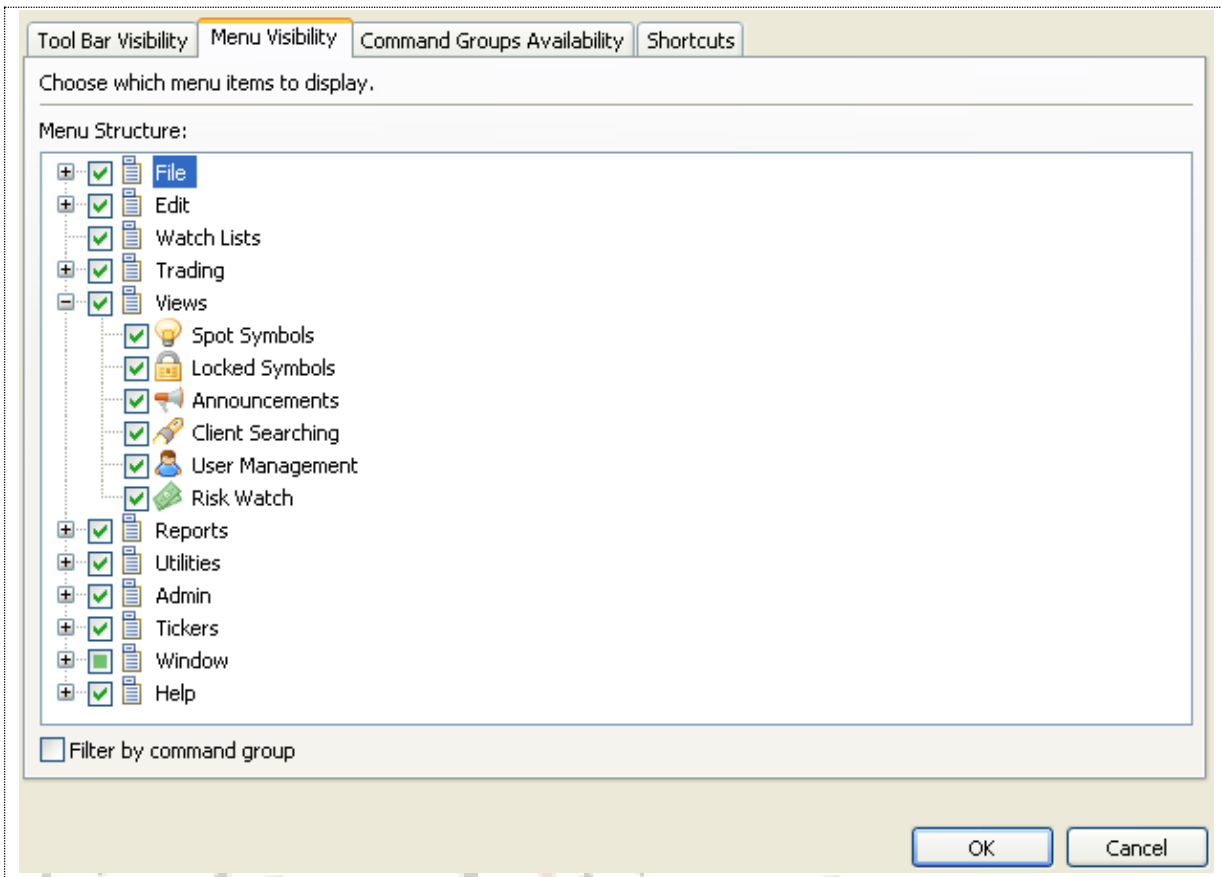 Tool Bar Visibility Menu Visibility Command Groups Availability Shortcuts
Choose which menu items to display.
Menu Structure:
File
Edit
Watch Lists
Trading
Views
Spot Symbols
Locked Symbols
Announcements
Client Searching
User Management
Risk Watch
Reports
Utilities
Admin
Tickers
Window
Help
Filter by command group
OK Cancel